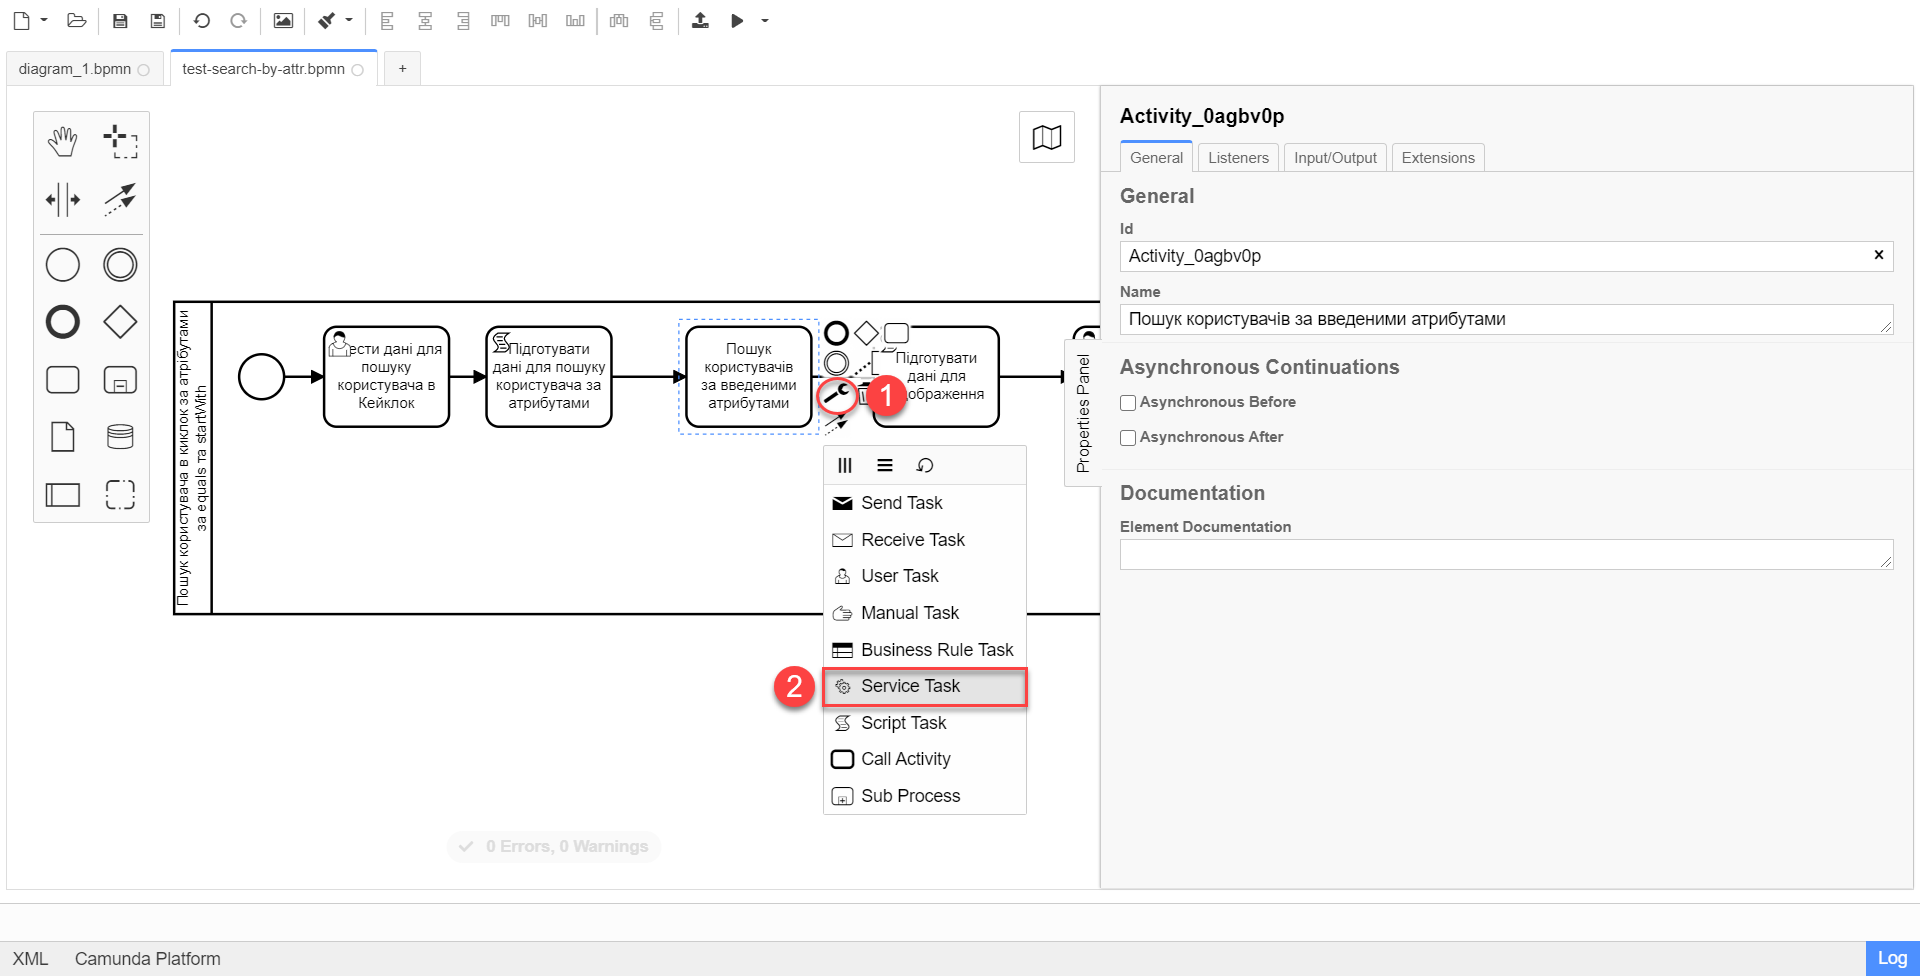 diagram_1.bpmn
test-search-by-attr.bpmn
+
Пошук користувача в киклок за атрібутами
за equals та startWith
ести дані для
пошуку
користувача в
Кейклок
Підготувати
дані для пошуку
користувача за
атрибутами
Пошук
користувачів
за введеними
атрибутами
Підготувати
дані для
ображення
1
Send Task
Receive Task
User Task
Manual Task
Business Rule Task
2
Service Task
Script Task
Call Activity
Sub Process
0 Errors, 0 Warnings
Properties Panel
Activity_0agbv0p
General
Listeners
Input/Output
Extensions
General
Id
Activity_0agbv0p
Name
Пошук користувачів за введеними атрибутами
Asynchronous Continuations
Asynchronous Before
Asynchronous After
Documentation
Element Documentation
XML
Camunda Platform
Log